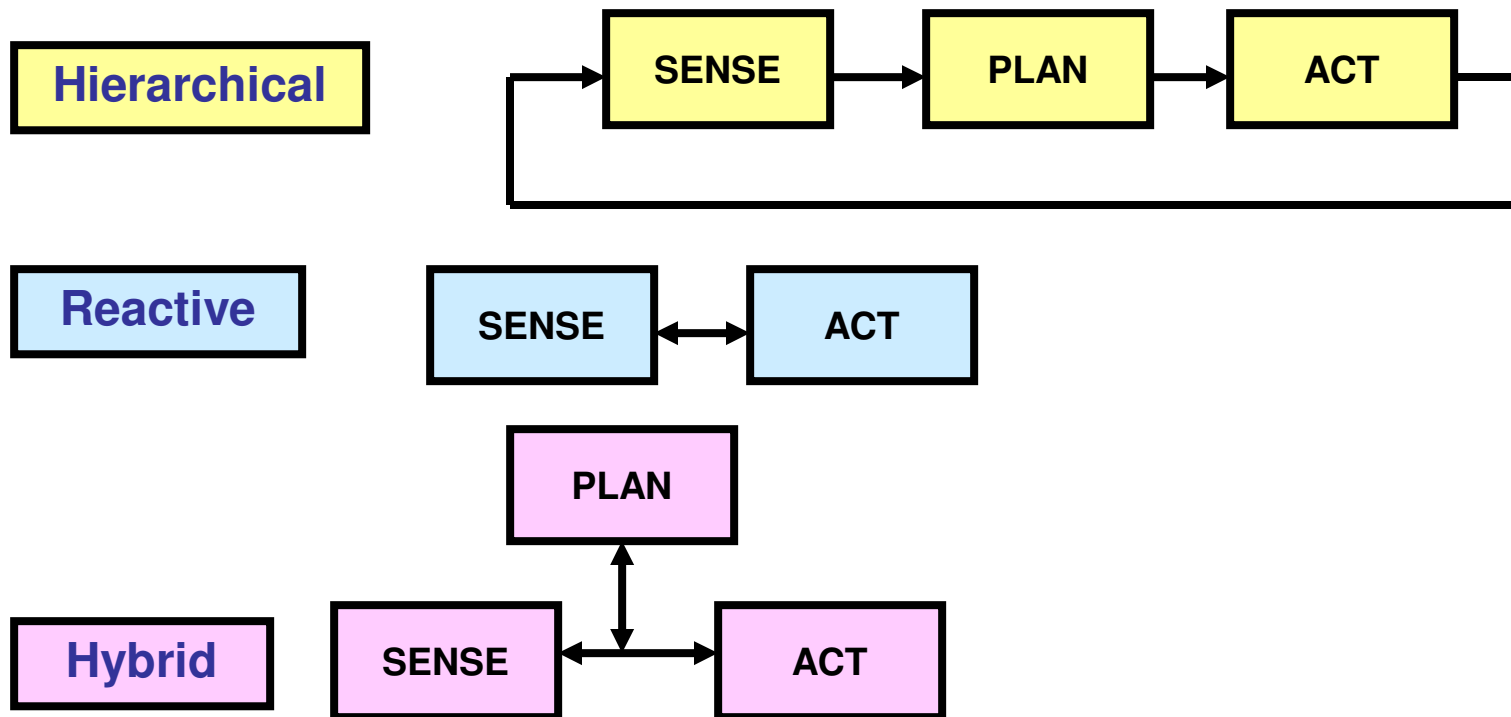 Hierarchical
SENSE
PLAN
ACT
Reactive
SENSE
ACT
PLAN
Hybrid
SENSE
ACT